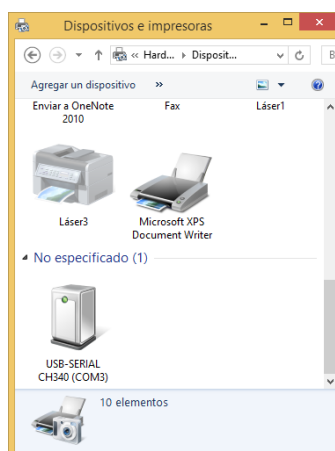 Dispositivos e impresoras
« Hard... Disposit...
B
Agregar un dispositivo »
Enviar a OneNote
2010
Fax
Láser1
Láser3
Microsoft XPS
Document Writer
No especificado (1)
USB-SERIAL
CH340 (COM3)
10 elementos